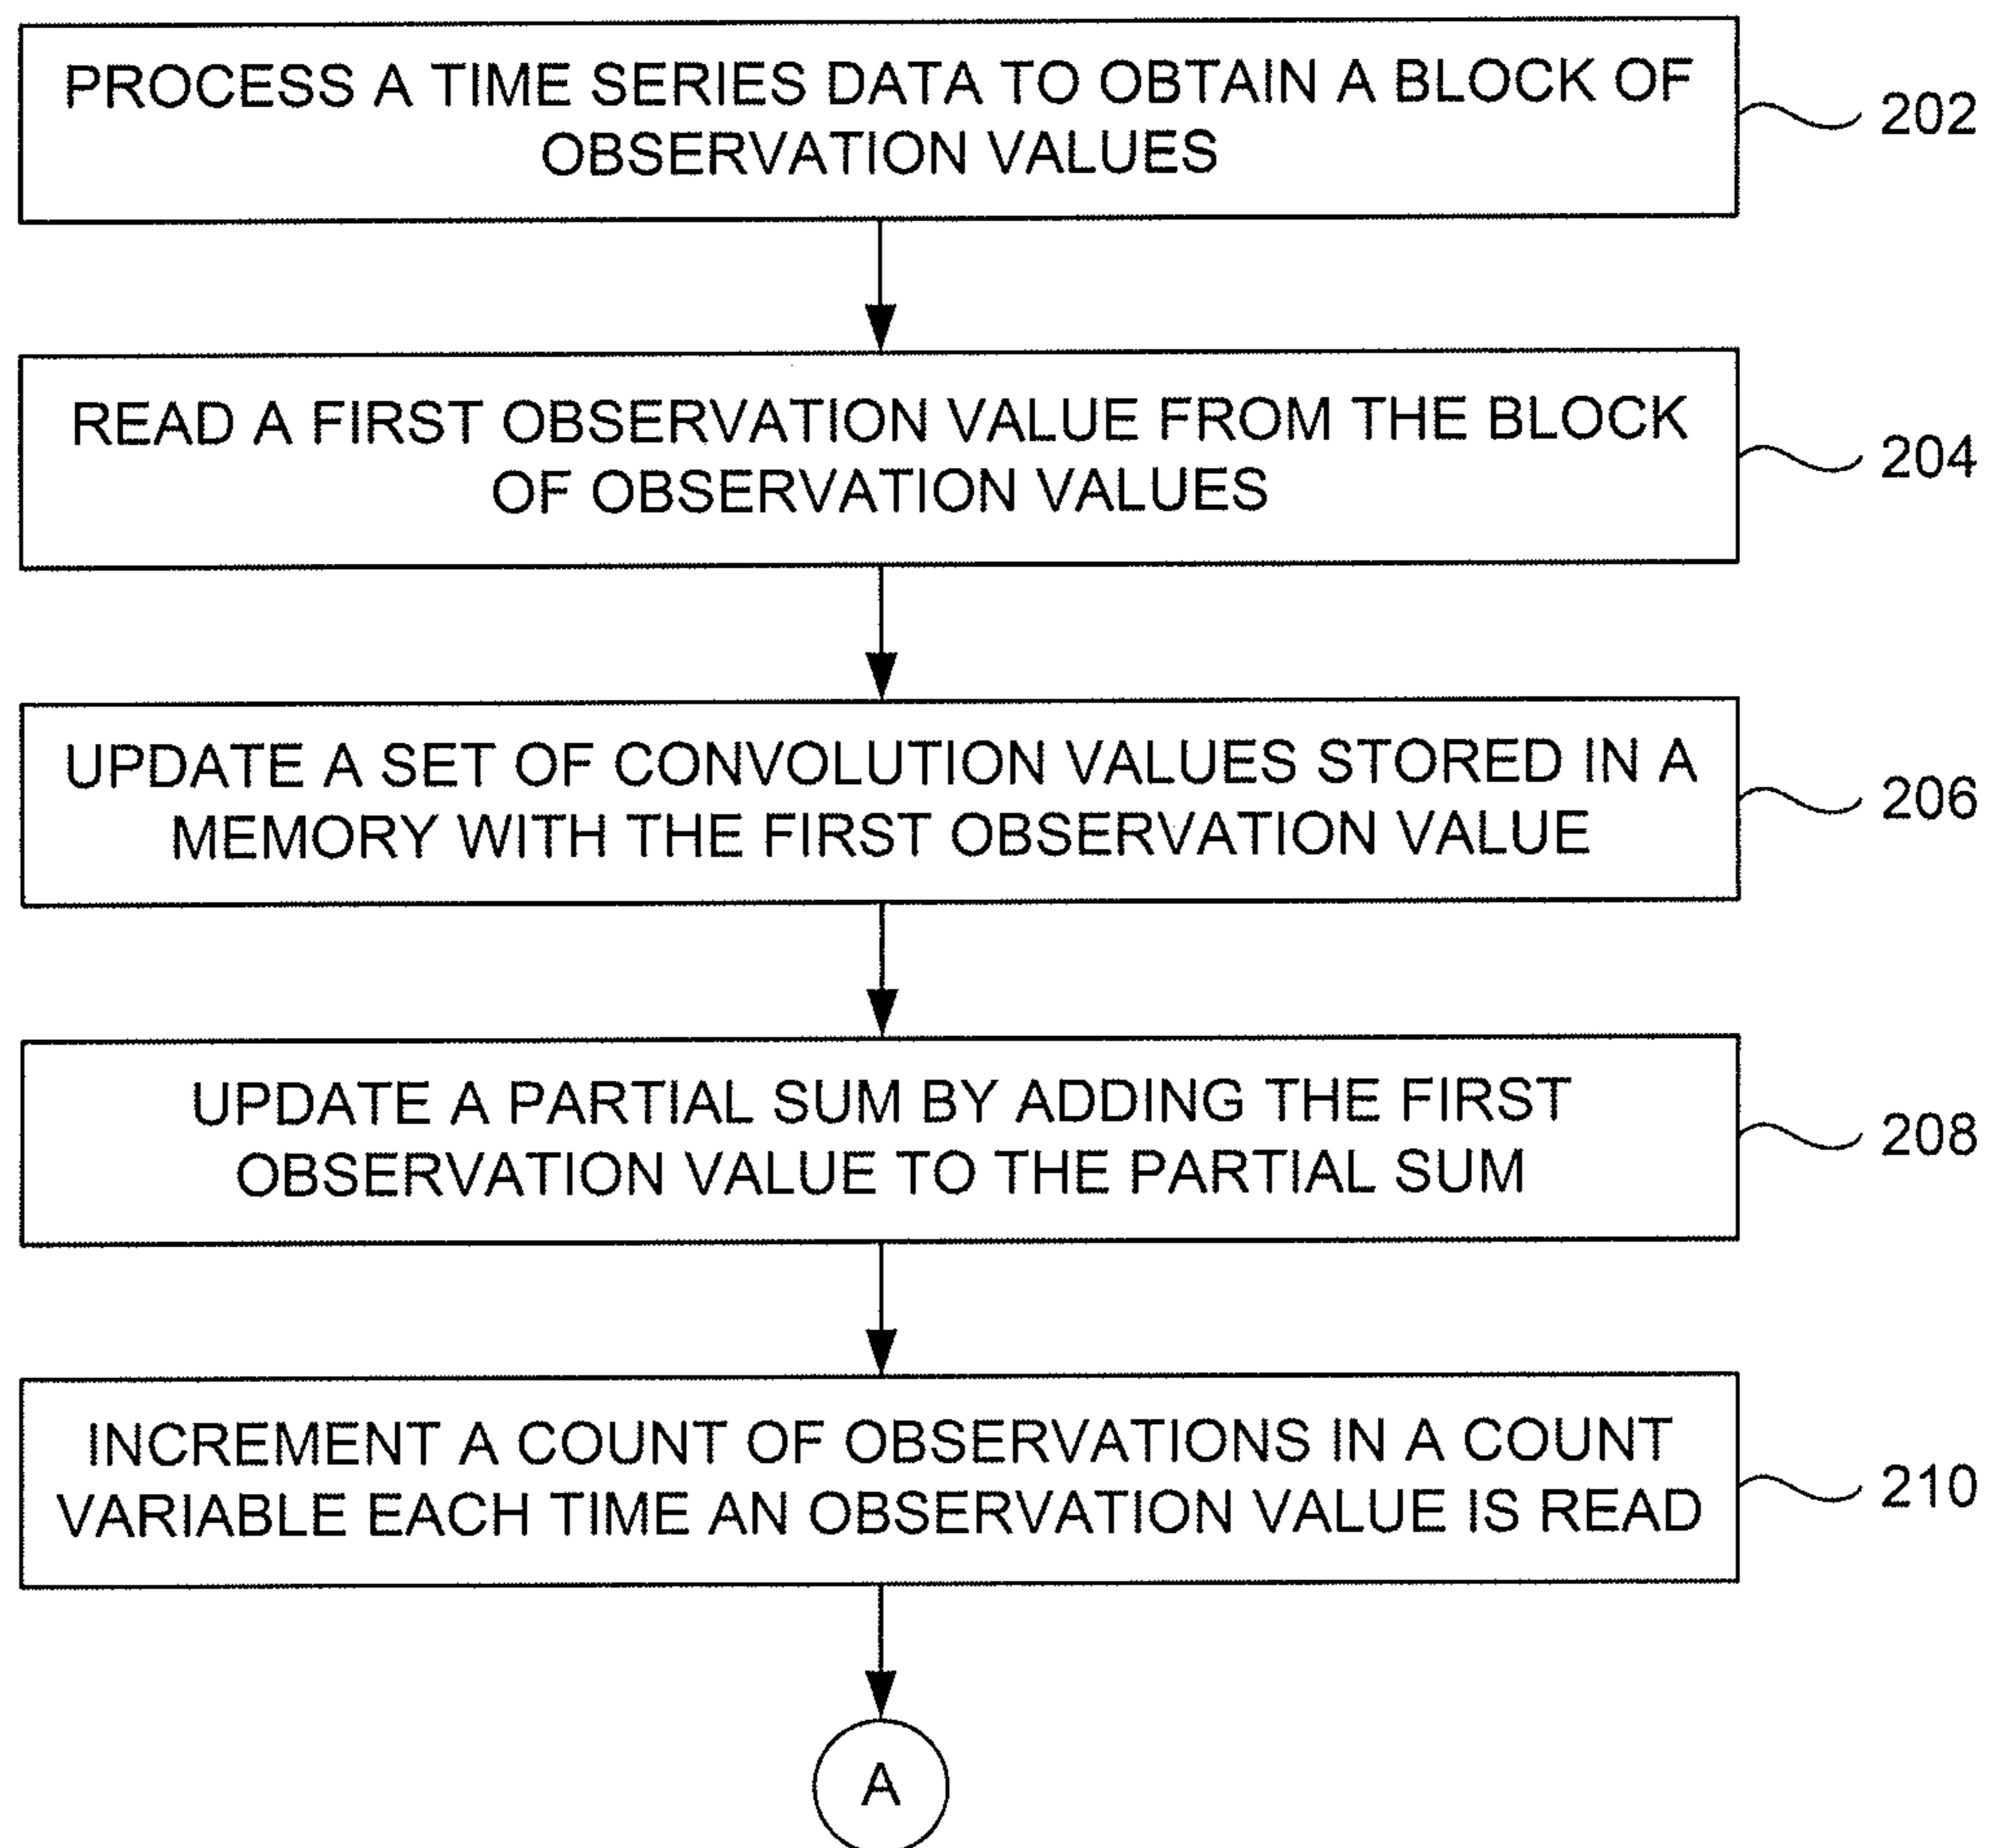 PROCESS A TIME SERIES DATA TO OBTAIN A BLOCK OF
OBSERVATION VALUES
202
READ A FIRST OBSERVATION VALUE FROM THE BLOCK
OF OBSERVATION VALUES
204
UPDATE A SET OF CONVOLUTION VALUES STORED IN A
MEMORY WITH THE FIRST OBSERVATION VALUE
206
UPDATE A PARTIAL SUM BY ADDING THE FIRST
OBSERVATION VALUE TO THE PARTIAL SUM
208
INCREMENT A COUNT OF OBSERVATIONS IN A COUNT
VARIABLE EACH TIME AN OBSERVATION VALUE IS READ
210
A